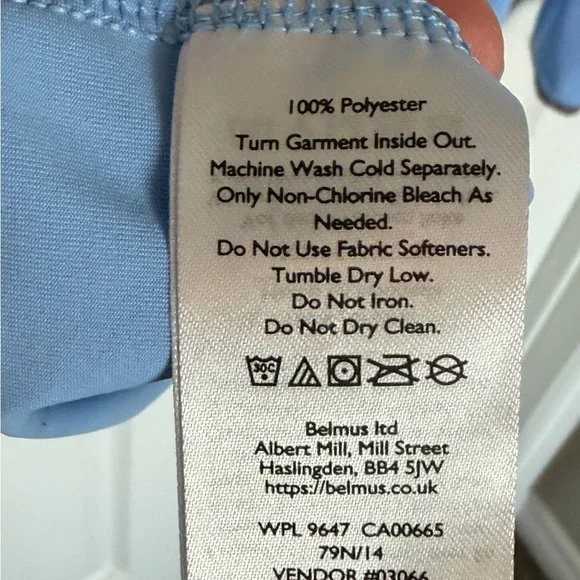 100% Polyester
Turn Garment Inside Out.
Machine Wash Cold Separately.
Only Non-Chlorine Bleach As
Needed.
Do Not Use Fabric Softeners.
Tumble Dry Low.
Do Not Iron.
Do Not Dry Clean.
30C
Belmus ltd
Albert Mill, Mill Street
Haslingden, BB4 5JW
https://belmus.co.uk
WPL 9647 CA00665
79N/14
VENDOR #03066